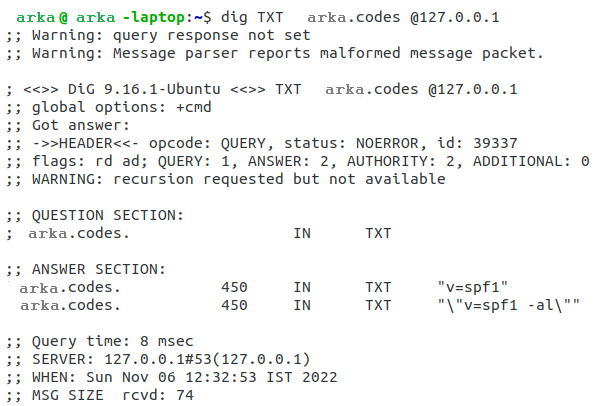 arka@ arka -laptop:~$ dig TXT   arka.codes @127.0.0.1
;; Warning: query response not set
;; Warning: Message parser reports malformed message packet.

; <<>> DiG 9.16.1-Ubuntu <<>> TXT   arka.codes @127.0.0.1
;; global options: +cmd
;; Got answer:
;; ->>HEADER<<- opcode: QUERY, status: NOERROR, id: 39337
;; flags: rd ad; QUERY: 1, ANSWER: 2, AUTHORITY: 2, ADDITIONAL: 0
;; WARNING: recursion requested but not available

;; QUESTION SECTION:
; arka.codes.                   IN      TXT

;; ANSWER SECTION:
arka.codes.            450     IN      TXT     "v=spf1"
arka.codes.            450     IN      TXT     "\"v=spf1 -al\""

;; Query time: 8 msec
;; SERVER: 127.0.0.1#53(127.0.0.1)
;; WHEN: Sun Nov 06 12:32:53 IST 2022
;; MSG SIZE  rcvd: 74